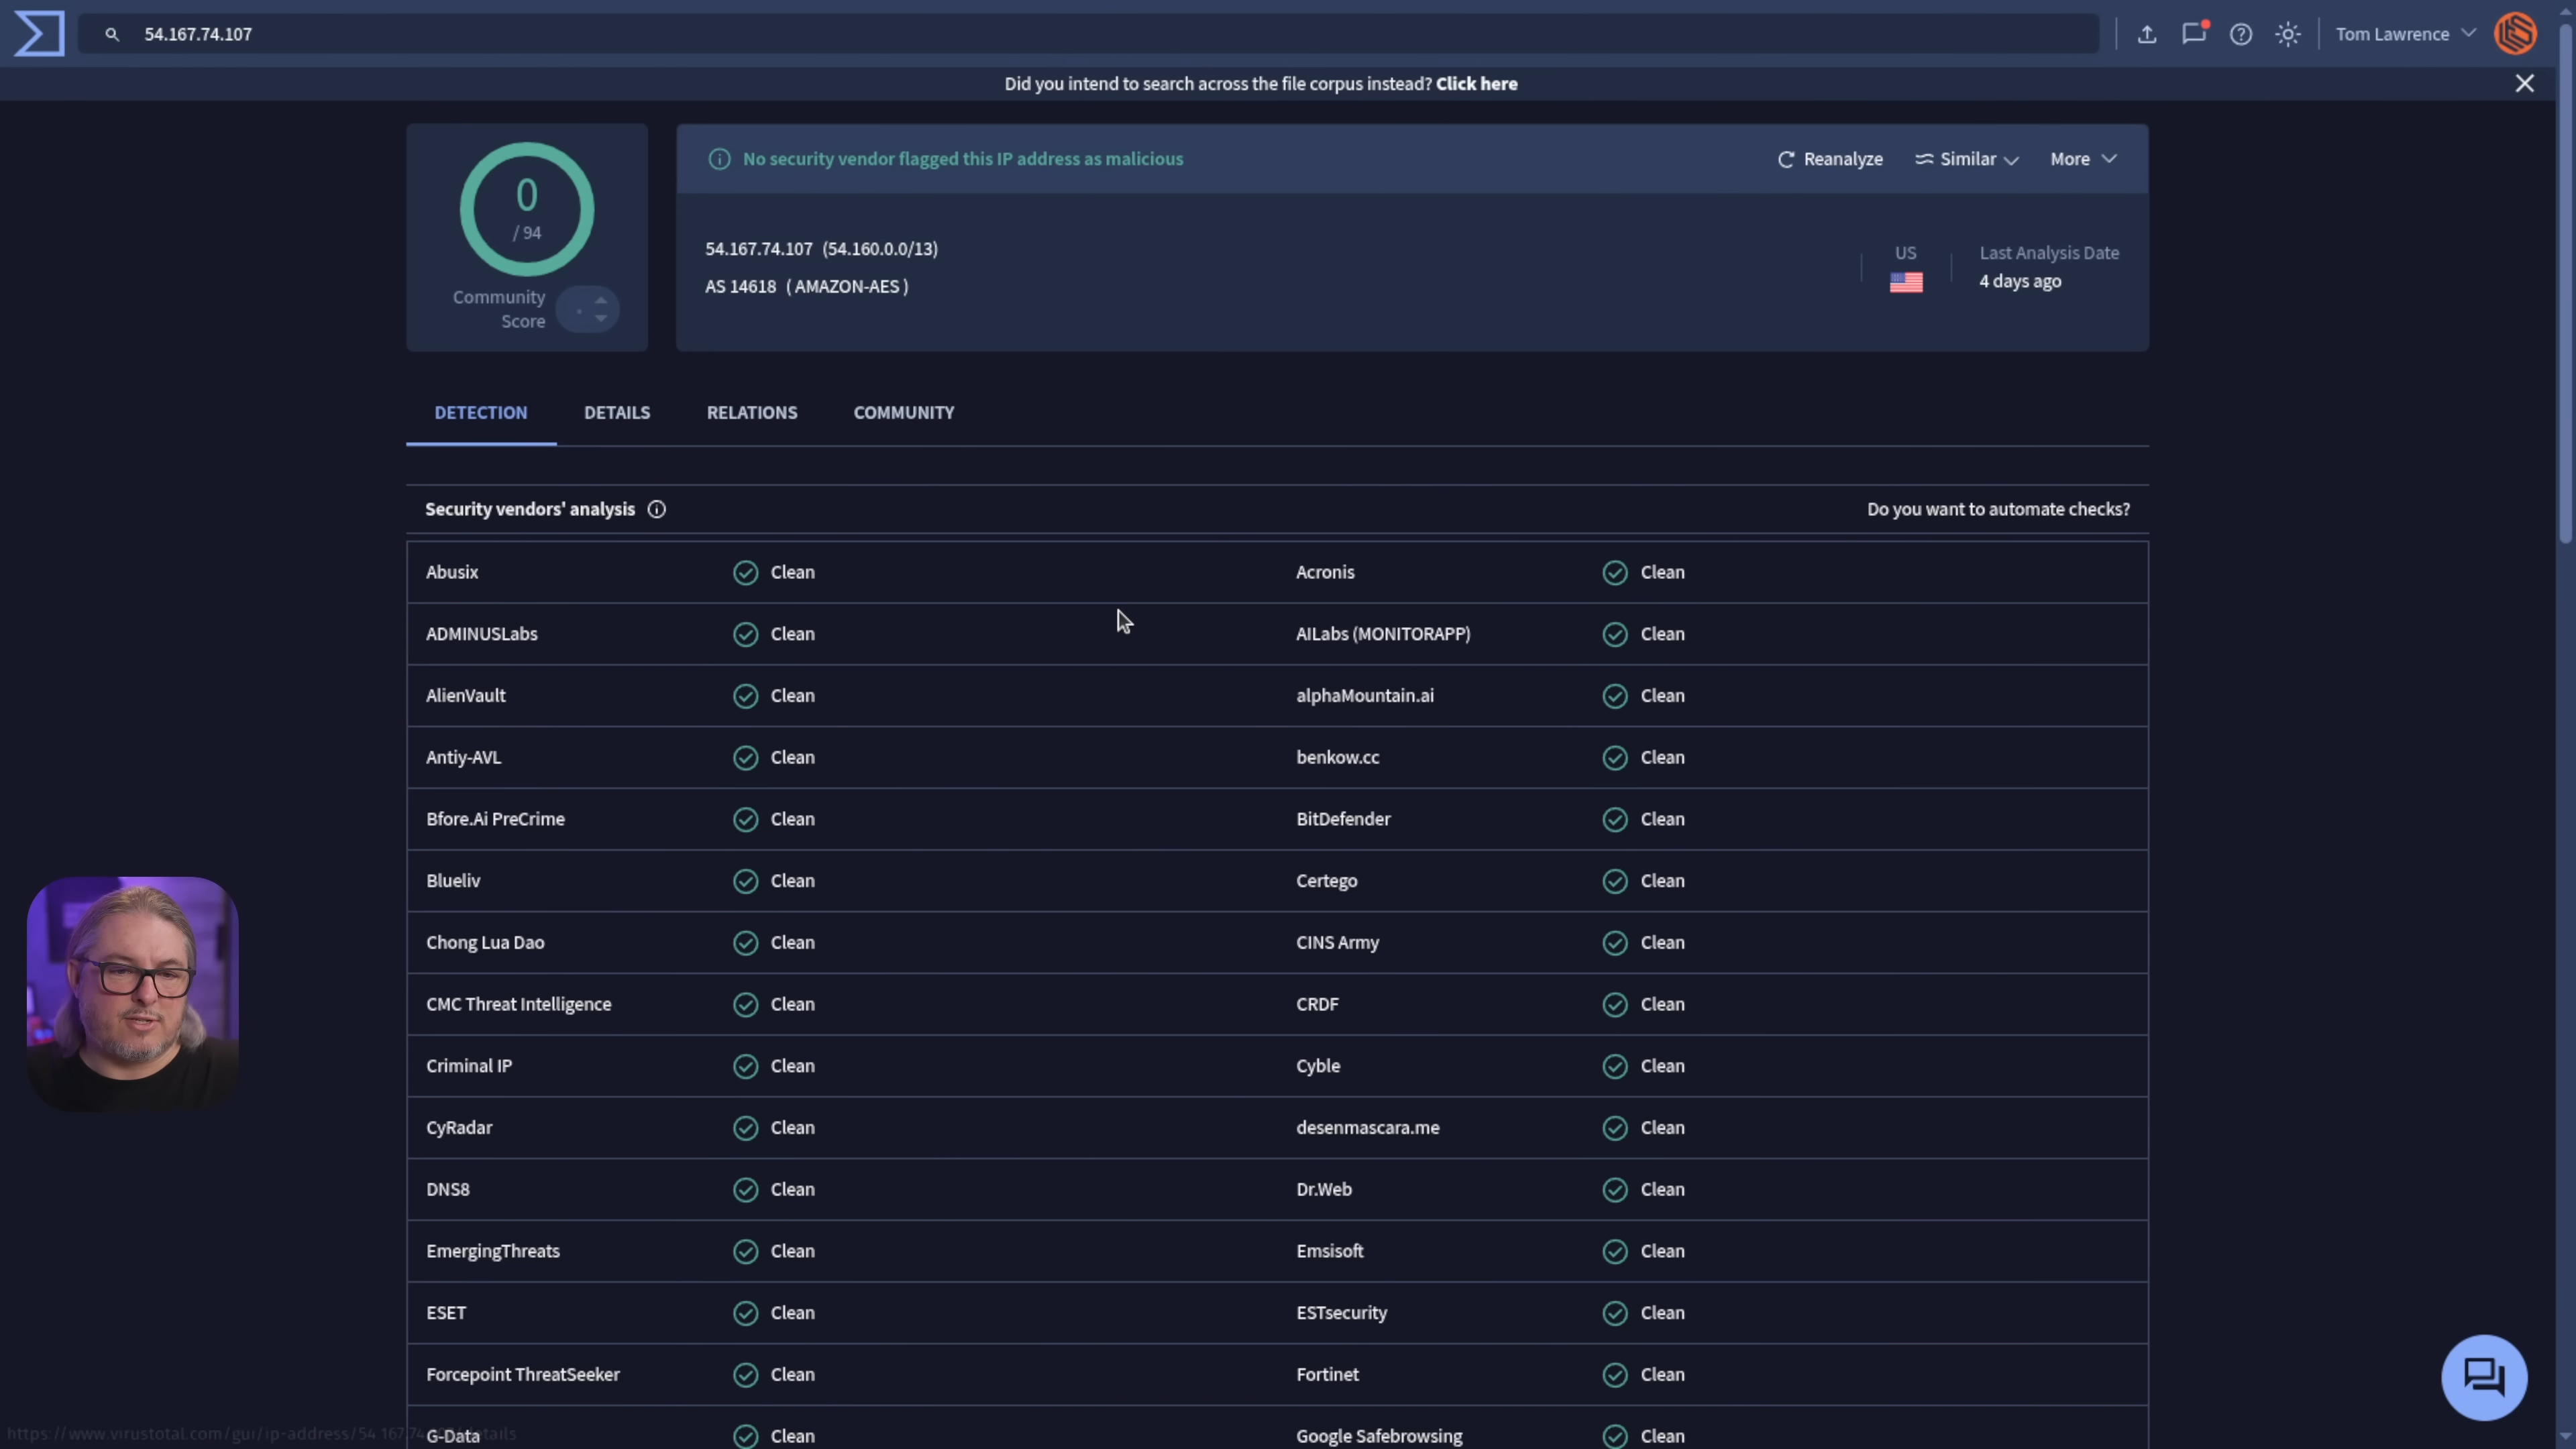 54.167.74.107
Tom Lawrence
Did you intend to search across the file corpus instead? Click here
0
/ 94
Community
Score
No security vendor flagged this IP address as malicious
Reanalyze
Similar
More
54.167.74.107 (54.160.0.0/13)
AS 14618 ( AMAZON-AES )
US
Last Analysis Date
4 days ago
DETECTION DETAILS RELATIONS COMMUNITY
Security vendors' analysis
Do you want to automate checks?
Abusix Clean Acronis Clean
ADMINUSLabs Clean AILabs (MONITORAPP) Clean
AlienVault Clean alphaMountain.ai Clean
Antiy-AVL Clean benkow.cc Clean
Bfore.Ai PreCrime Clean BitDefender Clean
Blueliv Clean Certego Clean
Chong Lua Dao Clean CINS Army Clean
CMC Threat Intelligence Clean CRDF Clean
Criminal IP Clean Cyble Clean
CyRadar Clean desenmascara.me Clean
DNS8 Clean Dr.Web Clean
EmergingThreats Clean Emsisoft Clean
ESET Clean ESTsecurity Clean
Forcepoint ThreatSeeker Clean Fortinet Clean
G-Data Clean Google Safebrowsing Clean